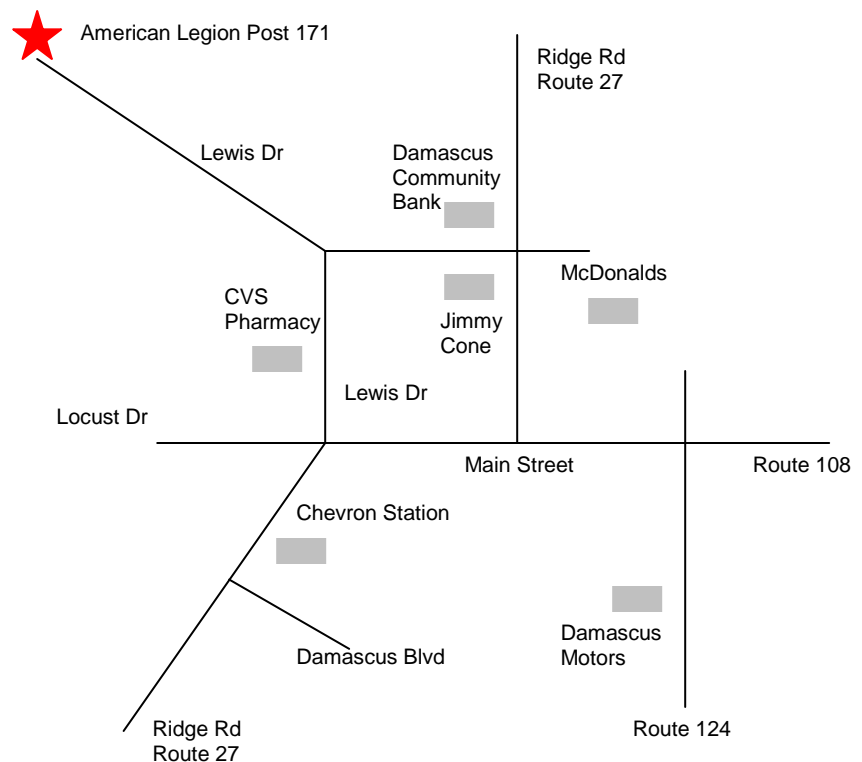 American Legion Post 171
Ridge Rd
Route 27
Lewis Dr
Damascus
Community
Bank
McDonalds
CVS
Pharmacy
Jimmy
Cone
Lewis Dr
Locust Dr
Main Street
Route 108
Chevron Station
Damascus
Motors
Damascus Blvd
Ridge Rd
Route 27
Route 124